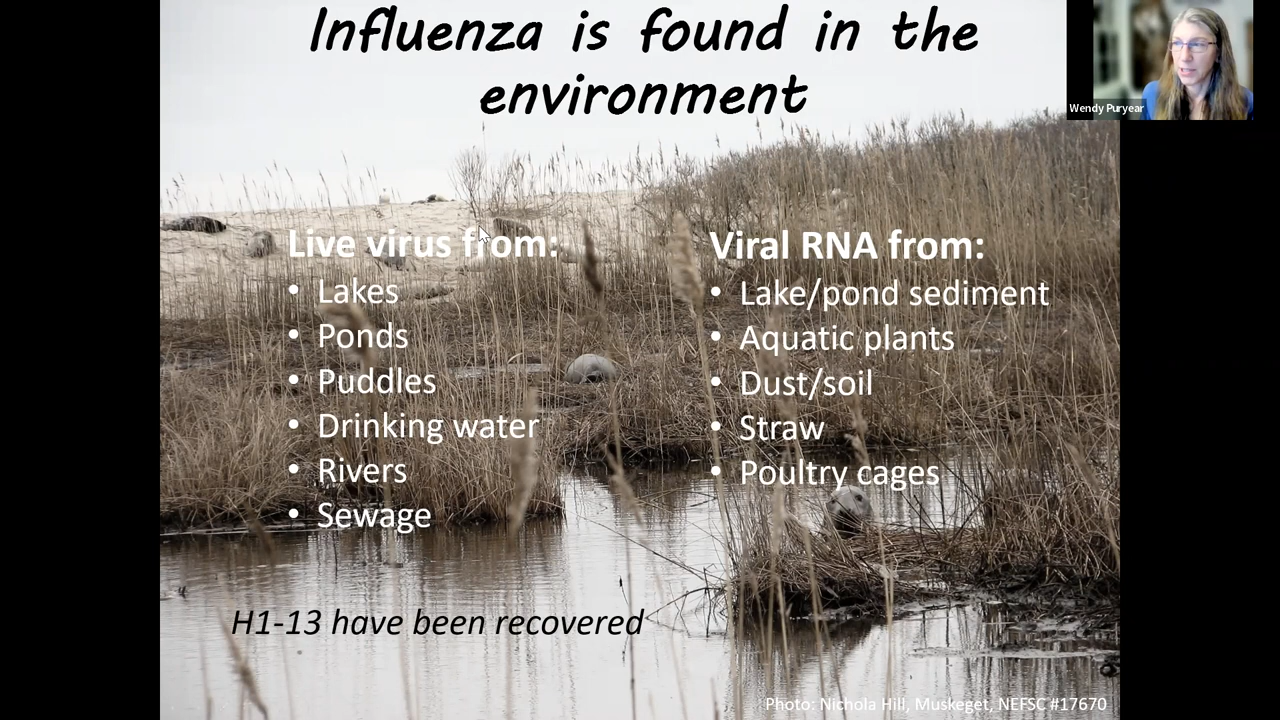 Influenza is found in the
environment
Wendy Puryear
Live virus from:
• Lakes
• Ponds
• Puddles
• Drinking water
• Rivers
• Sewage
Viral RNA from:
• Lake/pond sediment
• Aquatic plants
• Dust/soil
• Straw
• Poultry cages
H1-13 have been recovered
Photo: Nichola Hill, Muskeget, NEFSC #17670